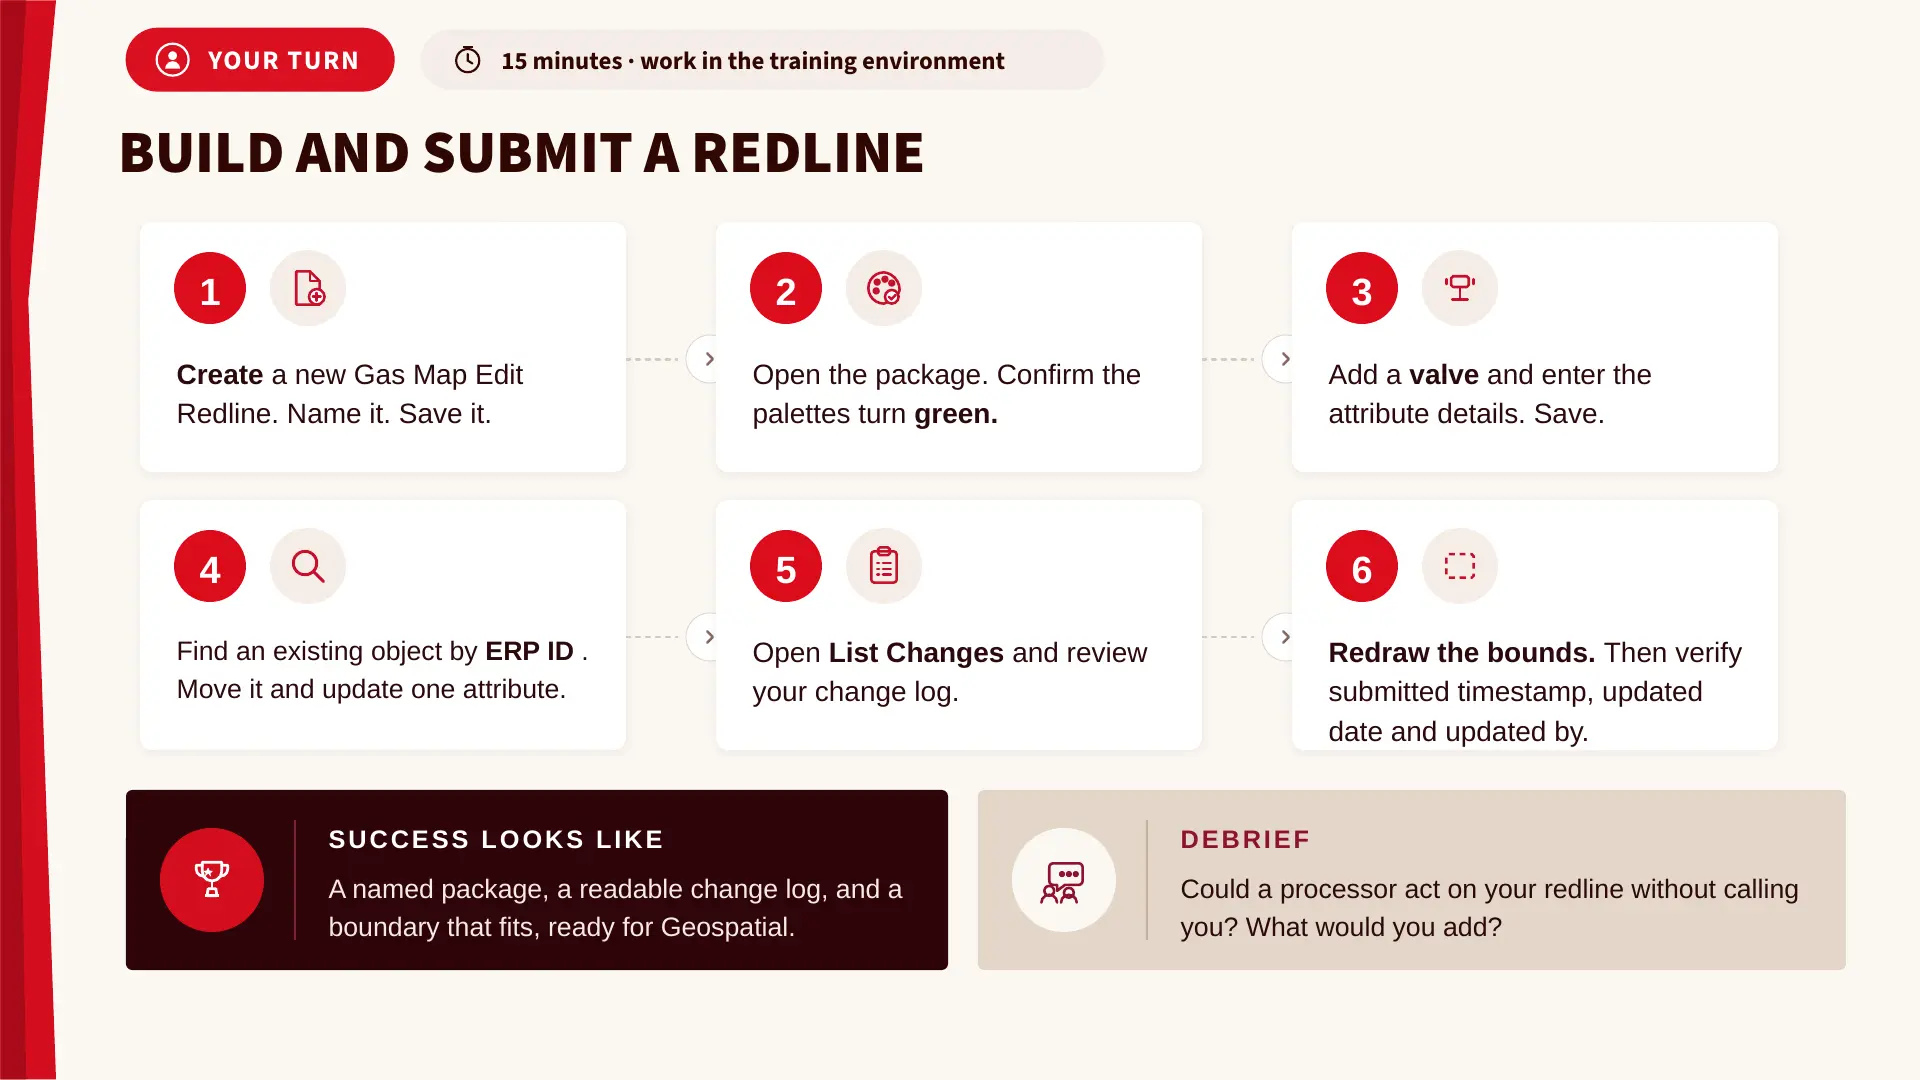 YOUR TURN
15 minutes · work in the training environment
BUILD AND SUBMIT A REDLINE
1
Create a new Gas Map Edit
Redline. Name it. Save it.
2
Open the package. Confirm the
palettes turn green.
3
Add a valve and enter the
attribute details. Save.
4
Find an existing object by ERP ID .
Move it and update one attribute.
5
Open List Changes and review
your change log.
6
Redraw the bounds. Then verify
submitted timestamp, updated
date and updated by.
SUCCESS LOOKS LIKE
A named package, a readable change log, and a
boundary that fits, ready for Geospatial.
DEBRIEF
Could a processor act on your redline without calling
you? What would you add?